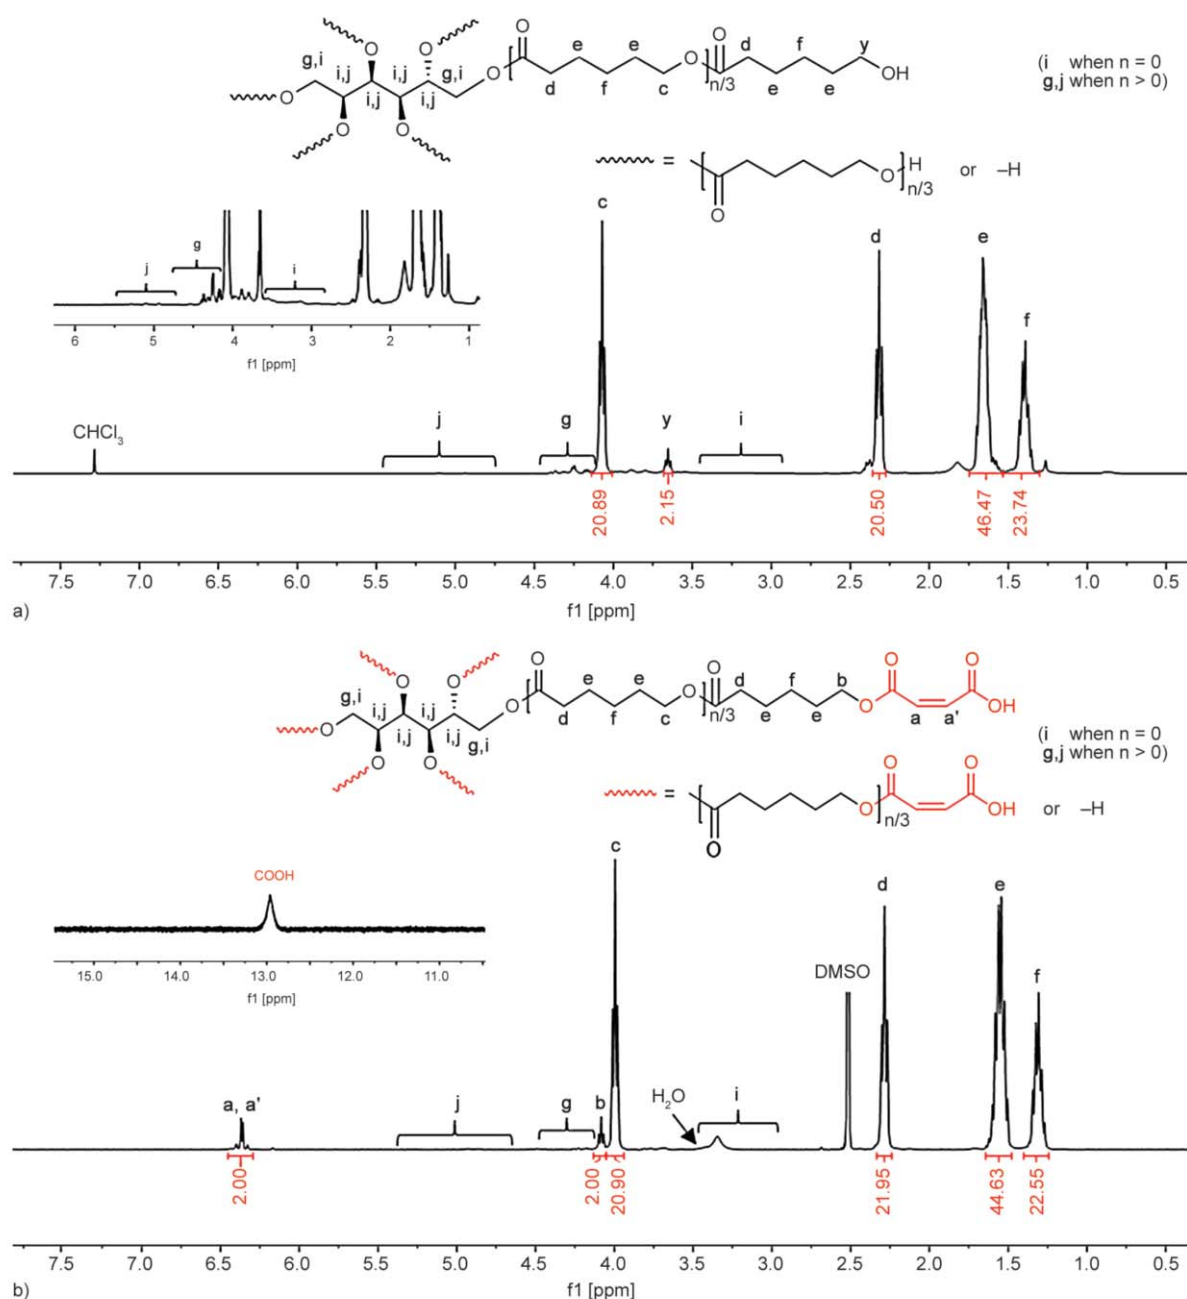 O O O
e e d f y
g,i i,j i,j g,i O n/3 O OH
O i,j i,j d f c e e
O O
(i when n = 0
g,j when n > 0)
= O H n/3 or –H
O
c
d
e
f
j
g
i
6 5 4 3 2 1
f1 [ppm]
CHCl3
j
g
y
i
20.89
2.15
20.50
46.47
23.74
7.5 7.0 6.5 6.0 5.5 5.0 4.5 4.0 3.5 3.0 2.5 2.0 1.5 1.0 0.5
a)
f1 [ppm]
O O O O O
e e d f b
g,i i,j i,j g,i O n/3 O O OH
O i,j i,j d f c e e a a'
O O
(i when n = 0
g,j when n > 0)
= O O O OH n/3 or –H
O
c
d
e
f
COOH
15.0 14.0 13.0 12.0 11.0
f1 [ppm]
DMSO
a, a'
j
g
b
H2O
i
2.00
2.00
20.90
21.95
44.63
22.55
7.5 7.0 6.5 6.0 5.5 5.0 4.5 4.0 3.5 3.0 2.5 2.0 1.5 1.0 0.5
b)
f1 [ppm]